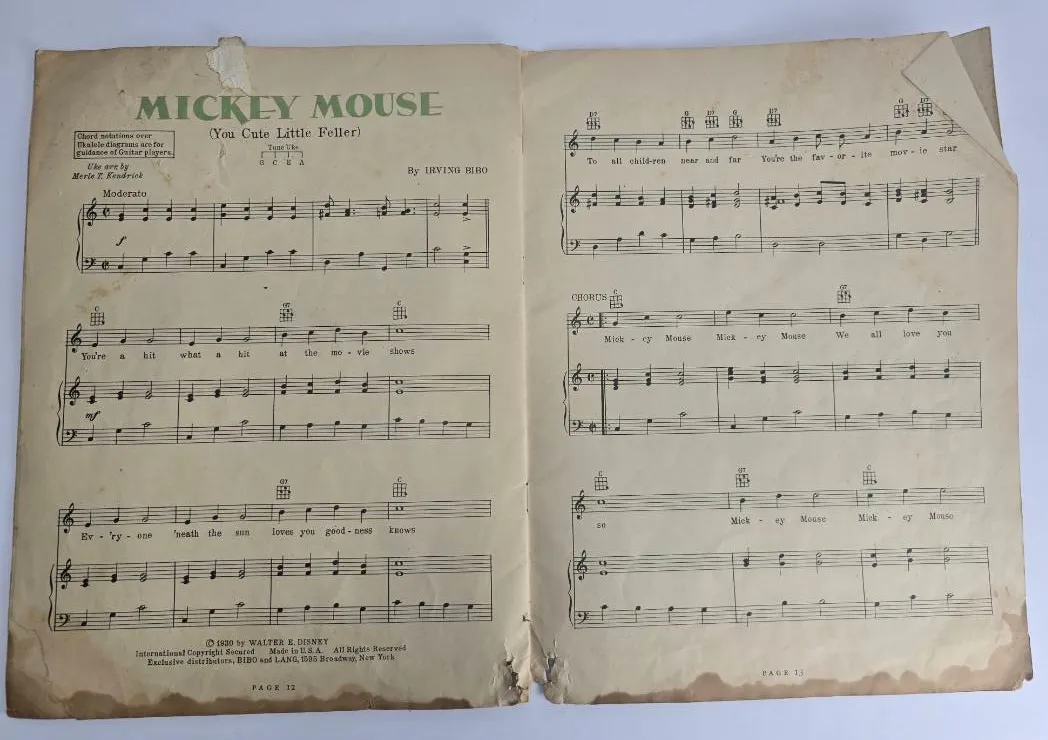 MICKEY MOUSE
(You Cute Little Feller)
Chord notations over
Ukulele diagrams are for
guidance of Guitar players.
Uke arr. by
Merle T. Kendrick
Tune Uke
G C E A
By IRVING BIBO
Moderato
f
C G7 C
You're a hit what a hit at the mo - vie shows
mf
G7 C
Ev - 'ry - one 'neath the sun loves you good - ness knows
© 1930 by WALTER E. DISNEY
International Copyright Secured Made in U.S.A. All Rights Reserved
Exclusive distributors, BIBO and LANG, 1595 Broadway, New York
PAGE 12
D7 G D7 G D7 G D7
To all child-ren near and far You're the fav - or - ite mov - ie star
CHORUS C G7
Mick - ey Mouse Mick - ey Mouse We all love you
C G7 C
so Mick - ey Mouse Mick - ey Mouse
PAGE 13